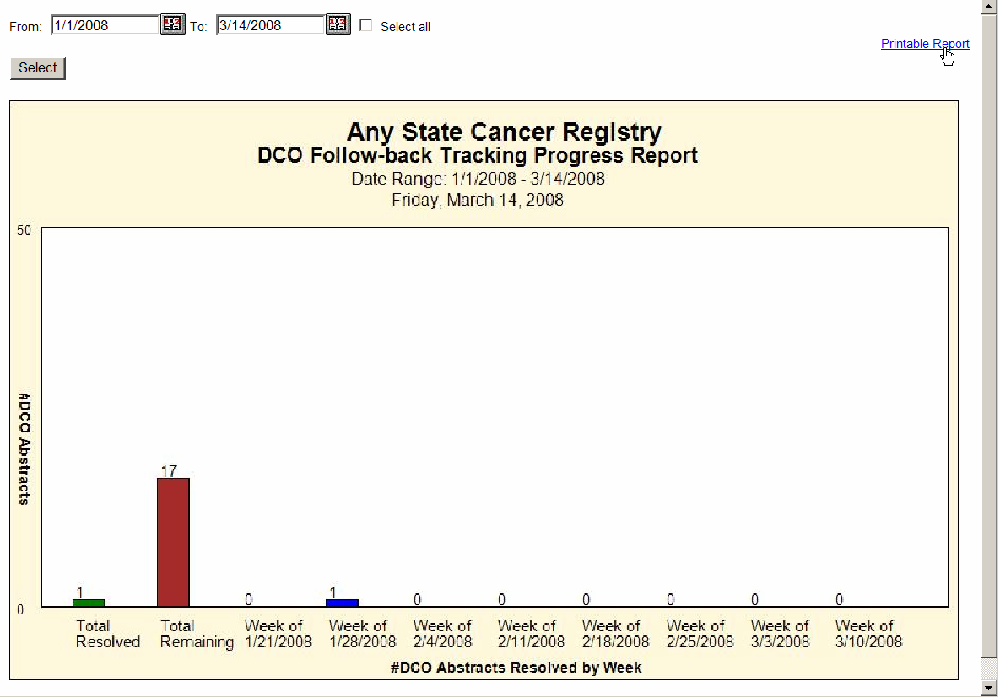 From: 1/1/2008 To: 3/14/2008 Select all
Printable Report
Select
Any State Cancer Registry
DCO Follow-back Tracking Progress Report
Date Range: 1/1/2008 - 3/14/2008
Friday, March 14, 2008
50
#DCO Abstracts
17
1 0 1 0 0 0 0 0 0
0
Total Total Week of Week of Week of Week of Week of Week of Week of Week of
Resolved Remaining 1/21/2008 1/28/2008 2/4/2008 2/11/2008 2/18/2008 2/25/2008 3/3/2008 3/10/2008
#DCO Abstracts Resolved by Week